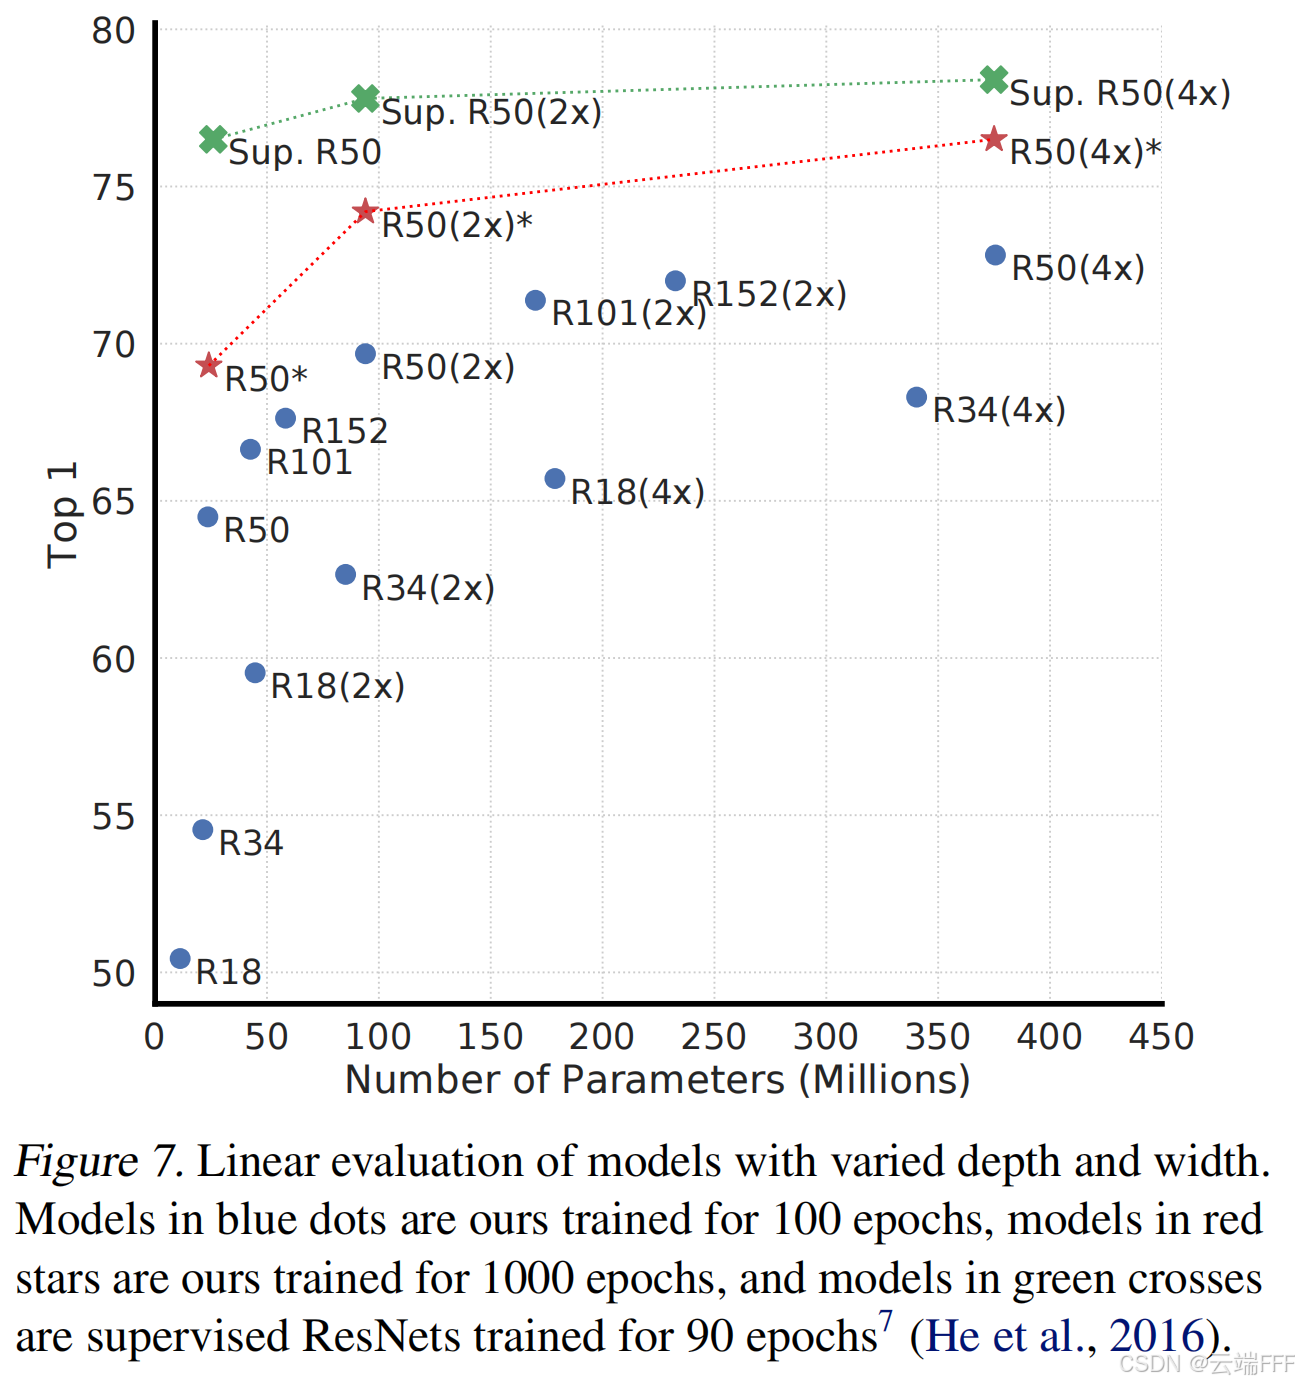 80
Sup. R50(4x)
Sup. R50(2x)
Sup. R50
R50(4x)*
75
R50(2x)*
R50(4x)
R152(2x)
R101(2x)
70
R50(2x)
R50*
R34(4x)
R152
R101
Top 1
65
R18(4x)
R50
R34(2x)
60
R18(2x)
55
R34
50
R18
0 50 100 150 200 250 300 350 400 450
Number of Parameters (Millions)
Figure 7. Linear evaluation of models with varied depth and width.
Models in blue dots are ours trained for 100 epochs, models in red
stars are ours trained for 1000 epochs, and models in green crosses
are supervised ResNets trained for 90 epochs7 (He et al., 2016).
CSDN @云端FFF